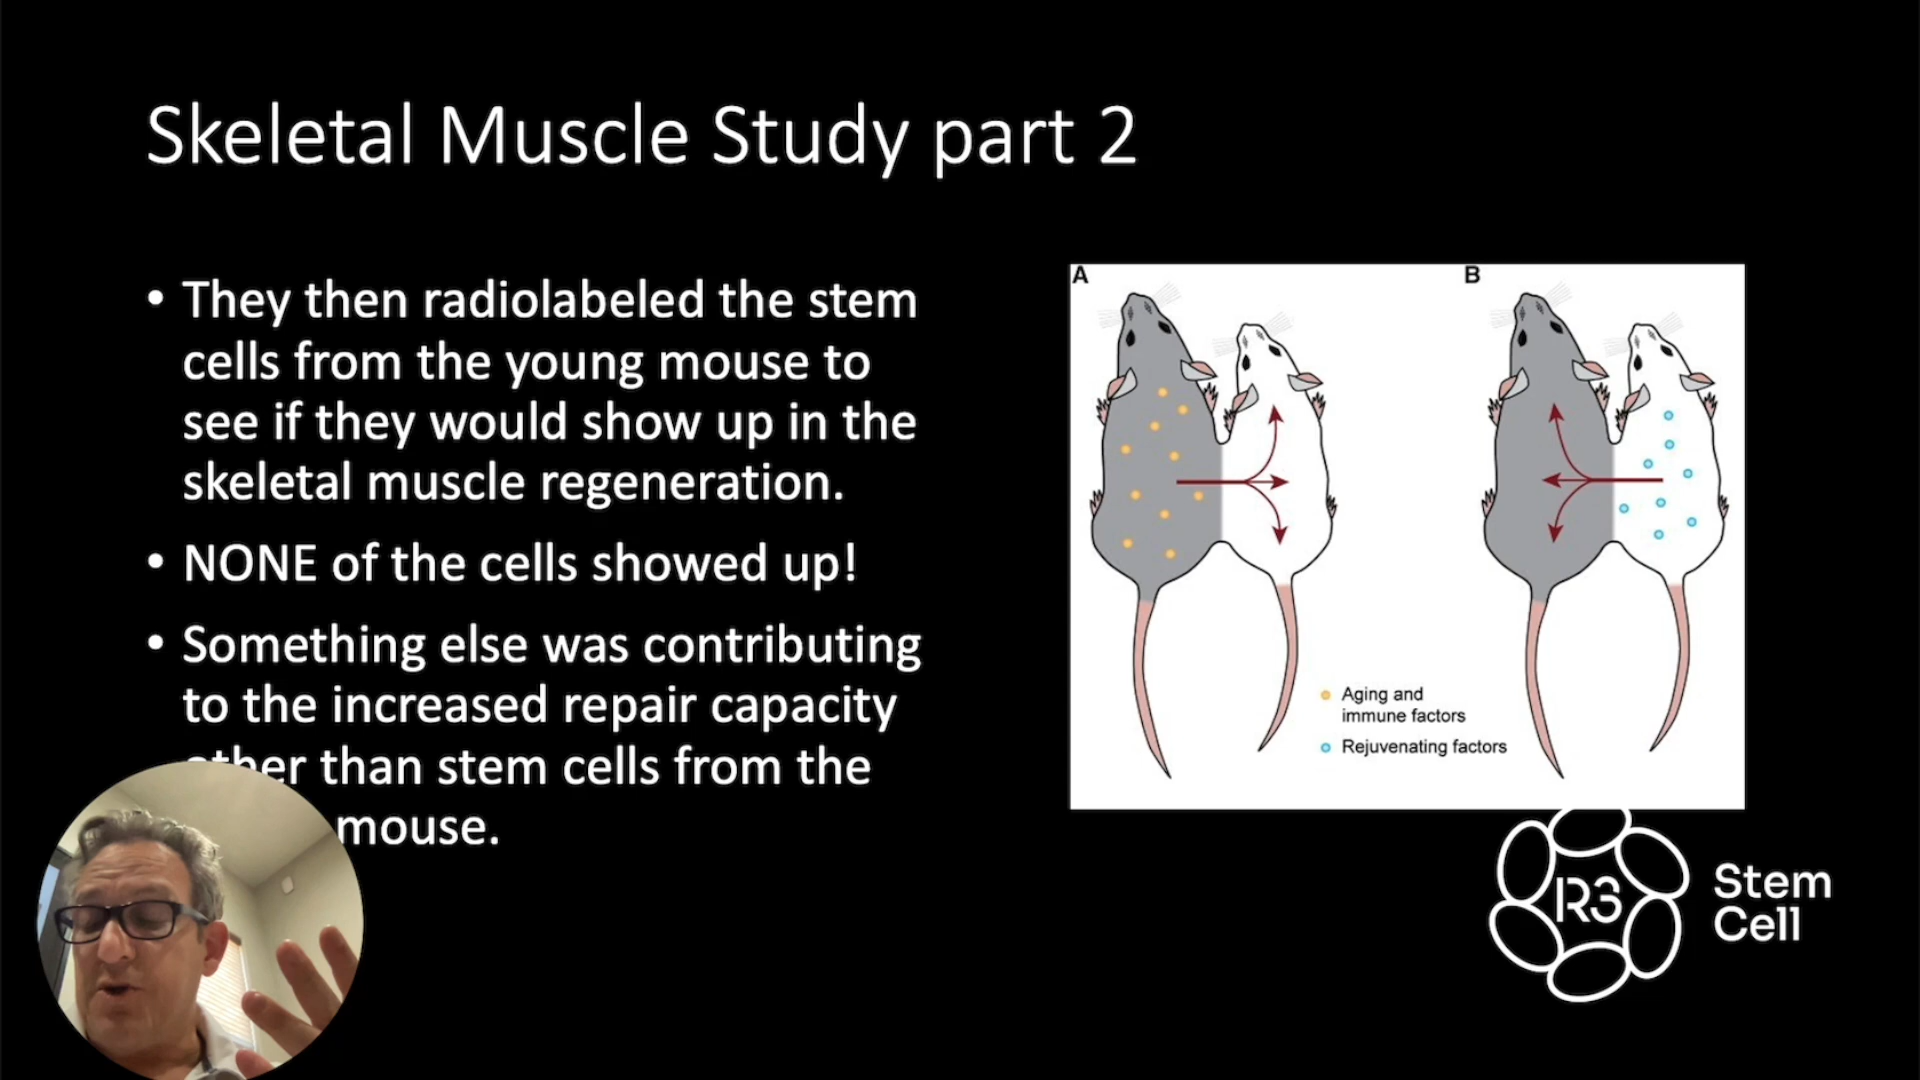 Skeletal Muscle Study part 2
• They then radiolabeled the stem
cells from the young mouse to
see if they would show up in the
skeletal muscle regeneration.
• NONE of the cells showed up!
• Something else was contributing
to the increased repair capacity
other than stem cells from the
mouse.
A
B
Aging and
immune factors
Rejuvenating factors
R3
Stem
Cell